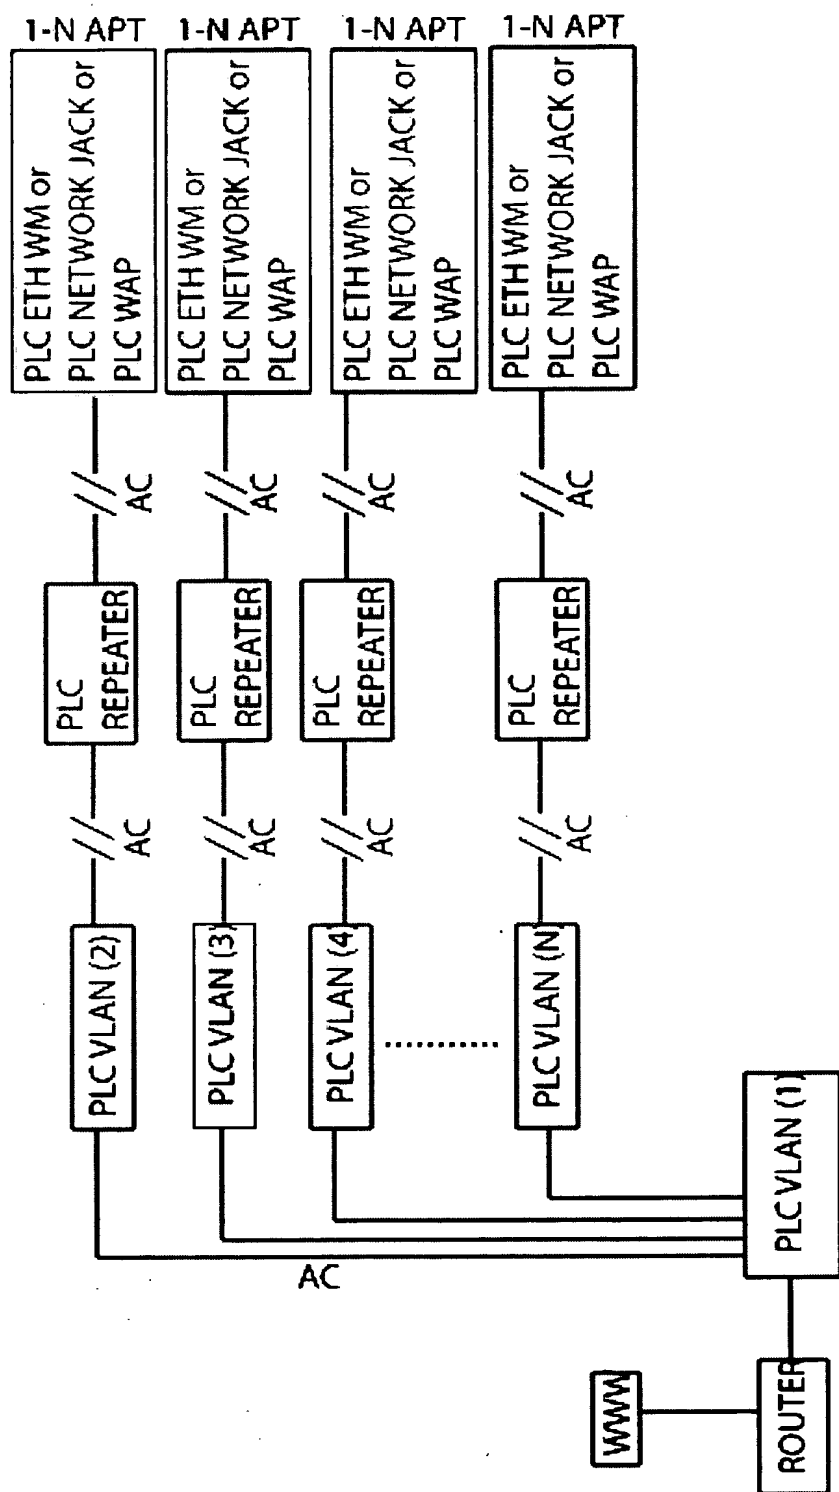 1-N APT
1-N APT
1-N APT
1-N APT
PLC ETH WM or
PLC NETWORK JACK or
PLC WAP
PLC ETH WM or
PLC NETWORK JACK or
PLC WAP
PLC ETH WM or
PLC NETWORK JACK or
PLC WAP
PLC ETH WM or
PLC NETWORK JACK or
PLC WAP
AC
AC
AC
AC
PLC
REPEATER
PLC
REPEATER
PLC
REPEATER
PLC
REPEATER
AC
AC
AC
AC
PLC VLAN (2)
PLC VLAN (3)
PLC VLAN (4)
PLC VLAN (N)
AC
PLC VLAN (1)
WWW
ROUTER